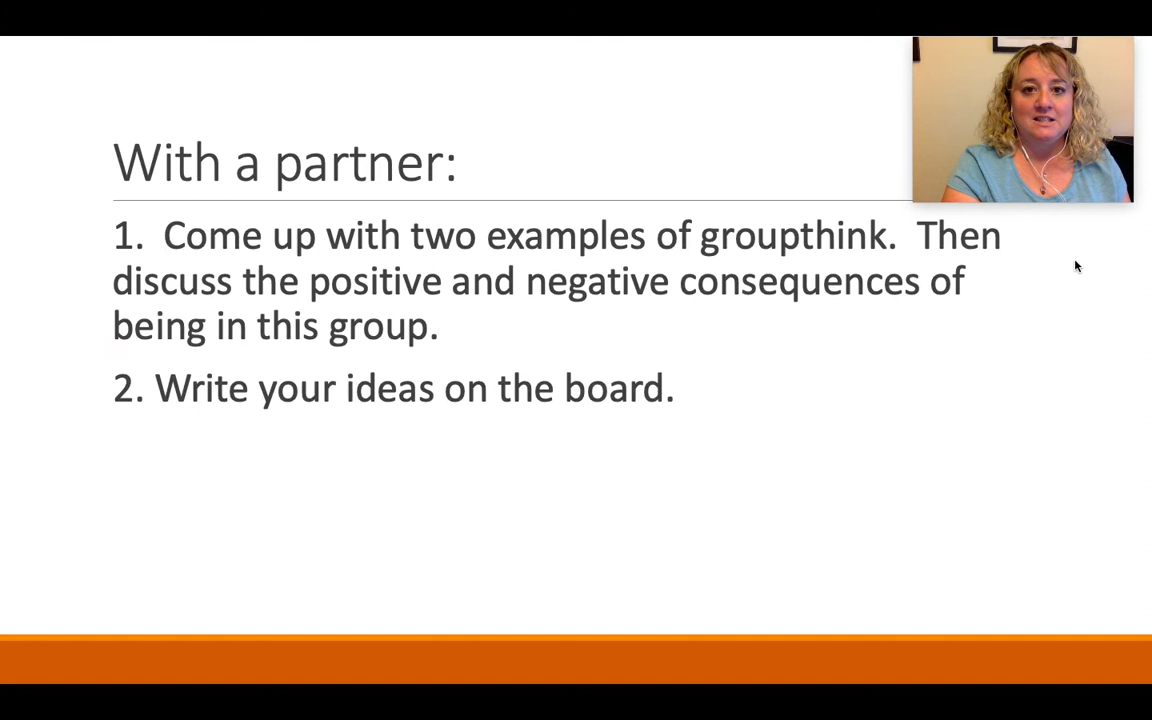 With a partner:
1.  Come up with two examples of groupthink.  Then
discuss the positive and negative consequences of
being in this group.
2. Write your ideas on the board.